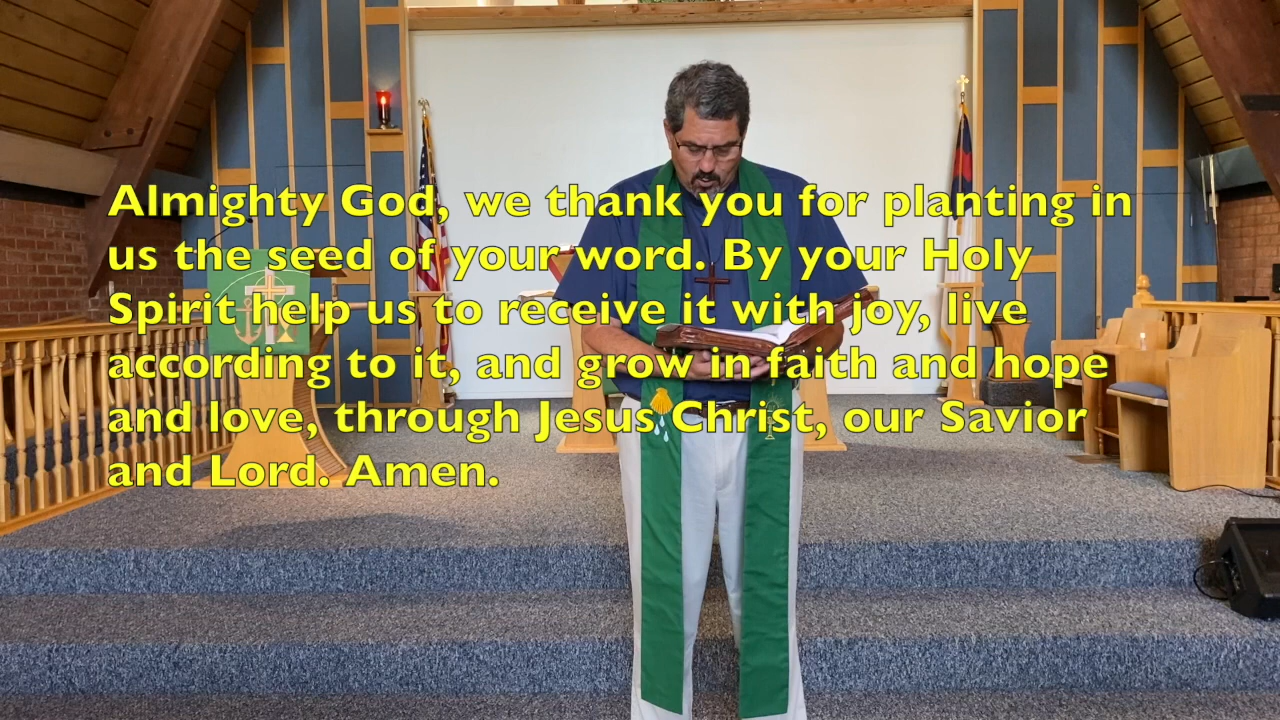 Almighty God, we thank you for planting in
us the seed of your word. By your Holy
Spirit help us to receive it with joy, live
according to it, and grow in faith and hope
and love, through Jesus Christ, our Savior
and Lord. Amen.